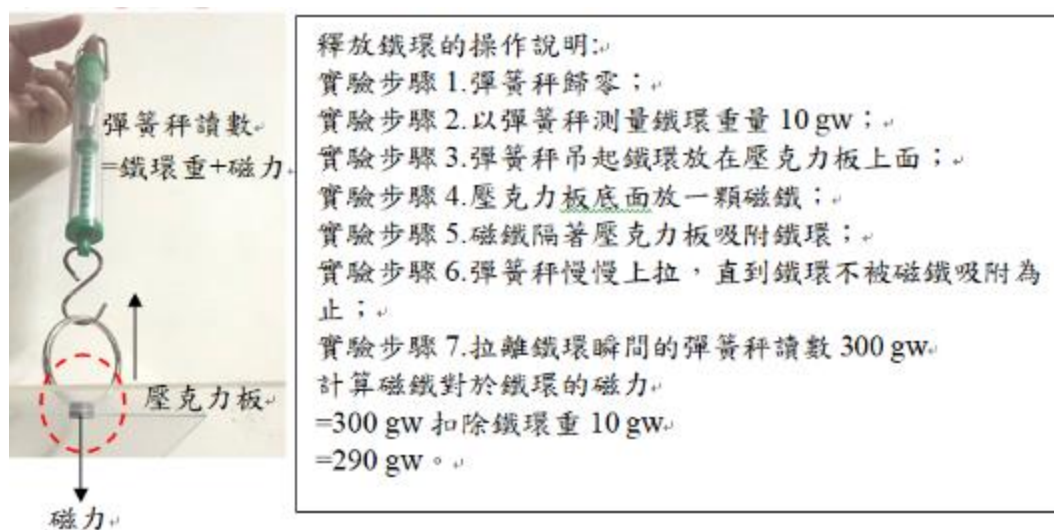 彈簧秤讀數
=鐵環重+磁力
壓克力板
磁力
釋放鐵環的操作說明:
實驗步驟 1.彈簧秤歸零；
實驗步驟 2.以彈簧秤測量鐵環重量 10 gw；
實驗步驟 3.彈簧秤吊起鐵環放在壓克力板上面；
實驗步驟 4.壓克力板底面放一顆磁鐵；
實驗步驟 5.磁鐵隔著壓克力板吸附鐵環；
實驗步驟 6.彈簧秤慢慢上拉，直到鐵環不被磁鐵吸附為
止；
實驗步驟 7.拉離鐵環瞬間的彈簧秤讀數 300 gw
計算磁鐵對於鐵環的磁力
=300 gw 扣除鐵環重 10 gw
=290 gw。